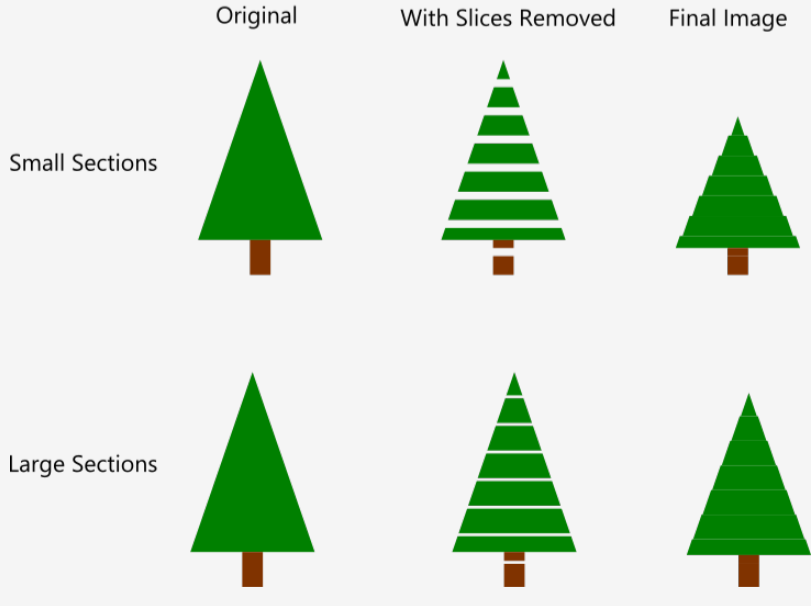 Original
With Slices Removed
Final Image
Small Sections
Large Sections